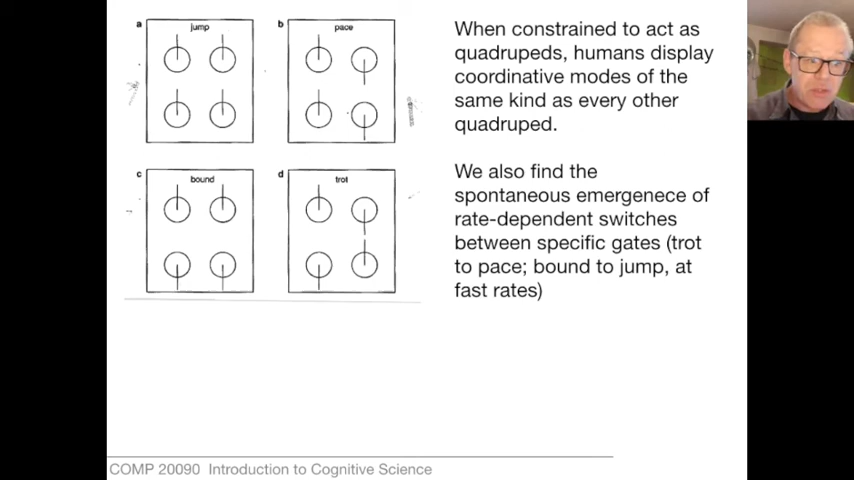 a
jump
b
pace
c
bound
d
trot
When constrained to act as
quadrupeds, humans display
coordinative modes of the
same kind as every other
quadruped.
We also find the
spontaneous emergenece of
rate-dependent switches
between specific gates (trot
to pace; bound to jump, at
fast rates)
COMP 20090 Introduction to Cognitive Science